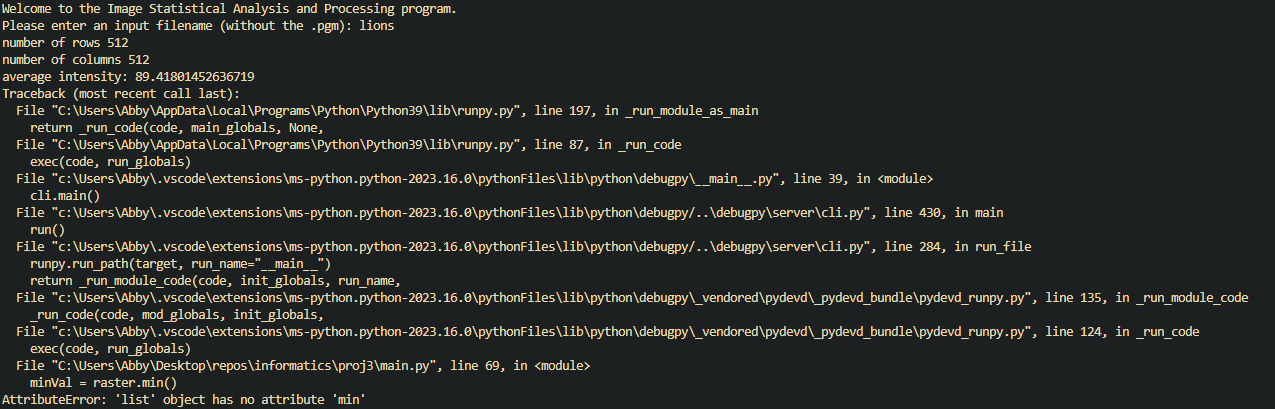 Welcome to the Image Statistical Analysis and Processing program.
Please enter an input filename (without the .pgm): lions
number of rows 512
number of columns 512
average intensity: 89.41801452636719
Traceback (most recent call last):
  File "C:\Users\Abby\AppData\Local\Programs\Python\Python39\lib\runpy.py", line 197, in _run_module_as_main
    return _run_code(code, main_globals, None,
  File "C:\Users\Abby\AppData\Local\Programs\Python\Python39\lib\runpy.py", line 87, in _run_code
    exec(code, run_globals)
  File "c:\Users\Abby\.vscode\extensions\ms-python.python-2023.16.0\pythonFiles\lib\python\debugpy\__main__.py", line 39, in <module>
    cli.main()
  File "c:\Users\Abby\.vscode\extensions\ms-python.python-2023.16.0\pythonFiles\lib\python\debugpy/..\debugpy\server\cli.py", line 430, in main
    run()
  File "c:\Users\Abby\.vscode\extensions\ms-python.python-2023.16.0\pythonFiles\lib\python\debugpy/..\debugpy\server\cli.py", line 284, in run_file
    runpy.run_path(target, run_name="__main__")
    return _run_module_code(code, init_globals, run_name,
  File "c:\Users\Abby\.vscode\extensions\ms-python.python-2023.16.0\pythonFiles\lib\python\debugpy\_vendored\pydevd\_pydevd_bundle\pydevd_runpy.py", line 135, in _run_module_code
    _run_code(code, mod_globals, init_globals,
  File "c:\Users\Abby\.vscode\extensions\ms-python.python-2023.16.0\pythonFiles\lib\python\debugpy\_vendored\pydevd\_pydevd_bundle\pydevd_runpy.py", line 124, in _run_code
    exec(code, run_globals)
  File "C:\Users\Abby\Desktop\repos\informatics\proj3\main.py", line 69, in <module>
    minVal = raster.min()
AttributeError: 'list' object has no attribute 'min'